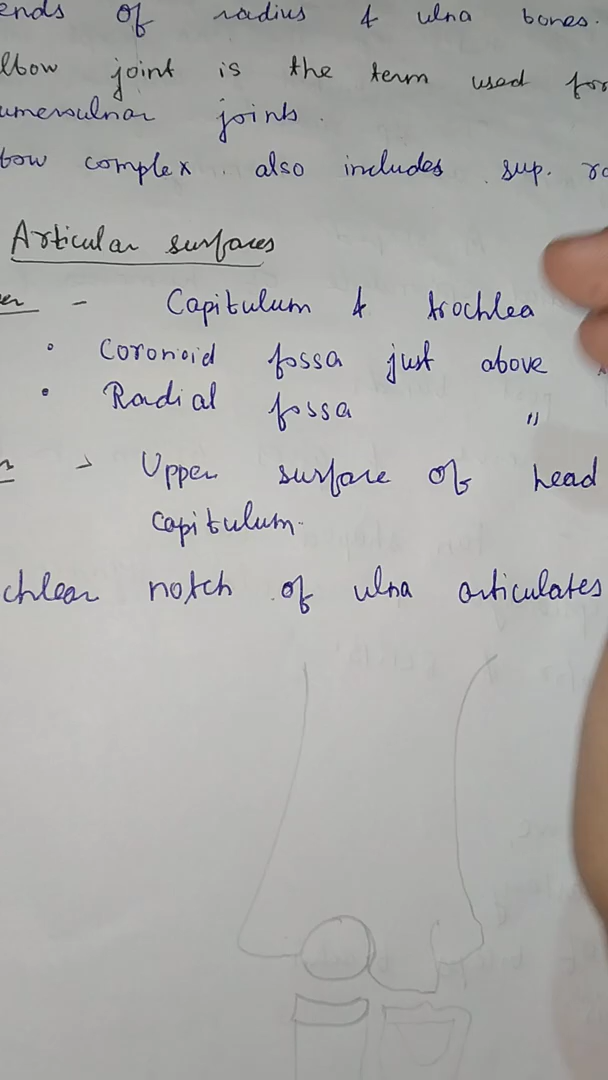 ends of radius & ulna bones.
lbow joint is the term used for
umeroulnar joints.
bow complex also includes sup.
Articular surfaces
- Capitulum & trochlea
• Coronoid fossa just above
• Radial fossa "
→ Upper surface of head
capitulum.
chlear notch of ulna articulates